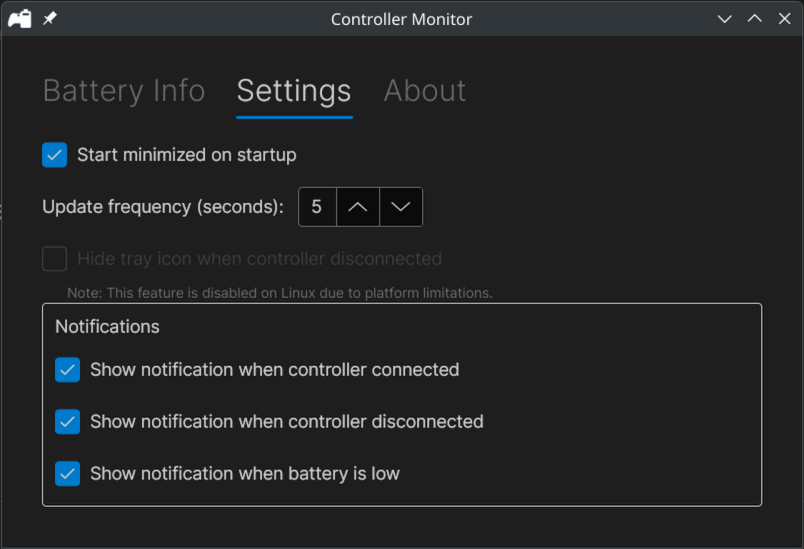 Controller Monitor
Battery Info Settings About
Start minimized on startup
Update frequency (seconds): 5
Hide tray icon when controller disconnected
Note: This feature is disabled on Linux due to platform limitations.
Notifications
Show notification when controller connected
Show notification when controller disconnected
Show notification when battery is low